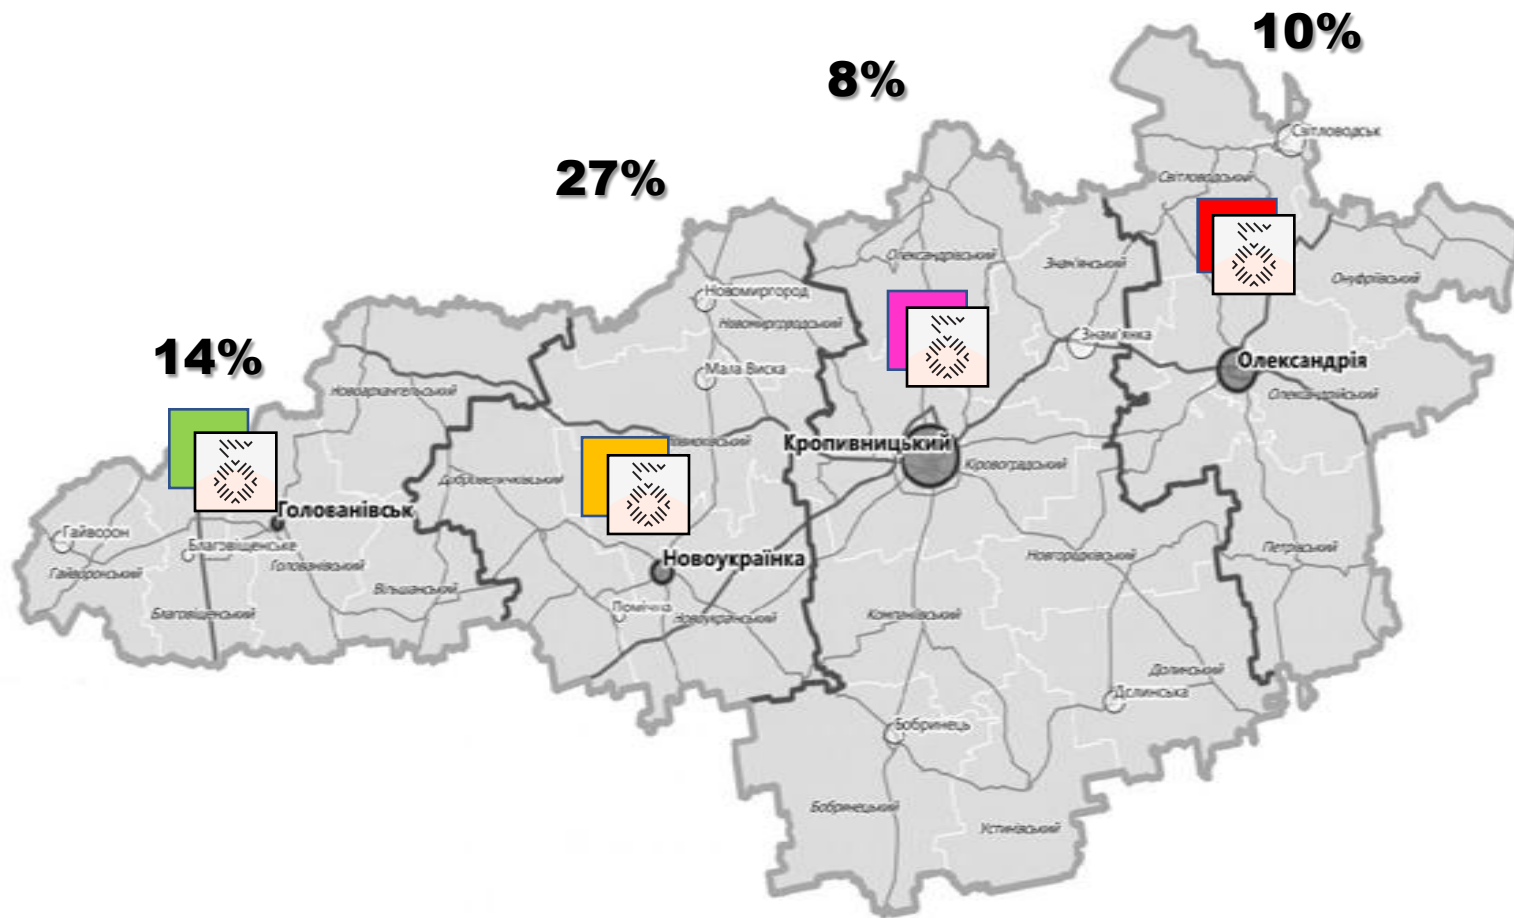 10%
8%
27%
14%
Світловодськ
Світловодський
Олександрівський
Знам'янський
Онуфріївський
Новомиргород
Новомиргородський
Знам'янка
Олександрія
Мала Виска
Новоархангельський
Олександрійський
Кропивницький
Кіровоградський
Добровеличківський
Голованівськ
Гайворон
Благовіщенське
Гайворонський
Голованівський
Вільшанський
Благовіщенський
Новоукраїнка
Помічна
Новоукраїнський
Новгородківський
Петрівський
Компаніївський
Долинський
Долинська
Бобринець
Бобринецький
Устинівський